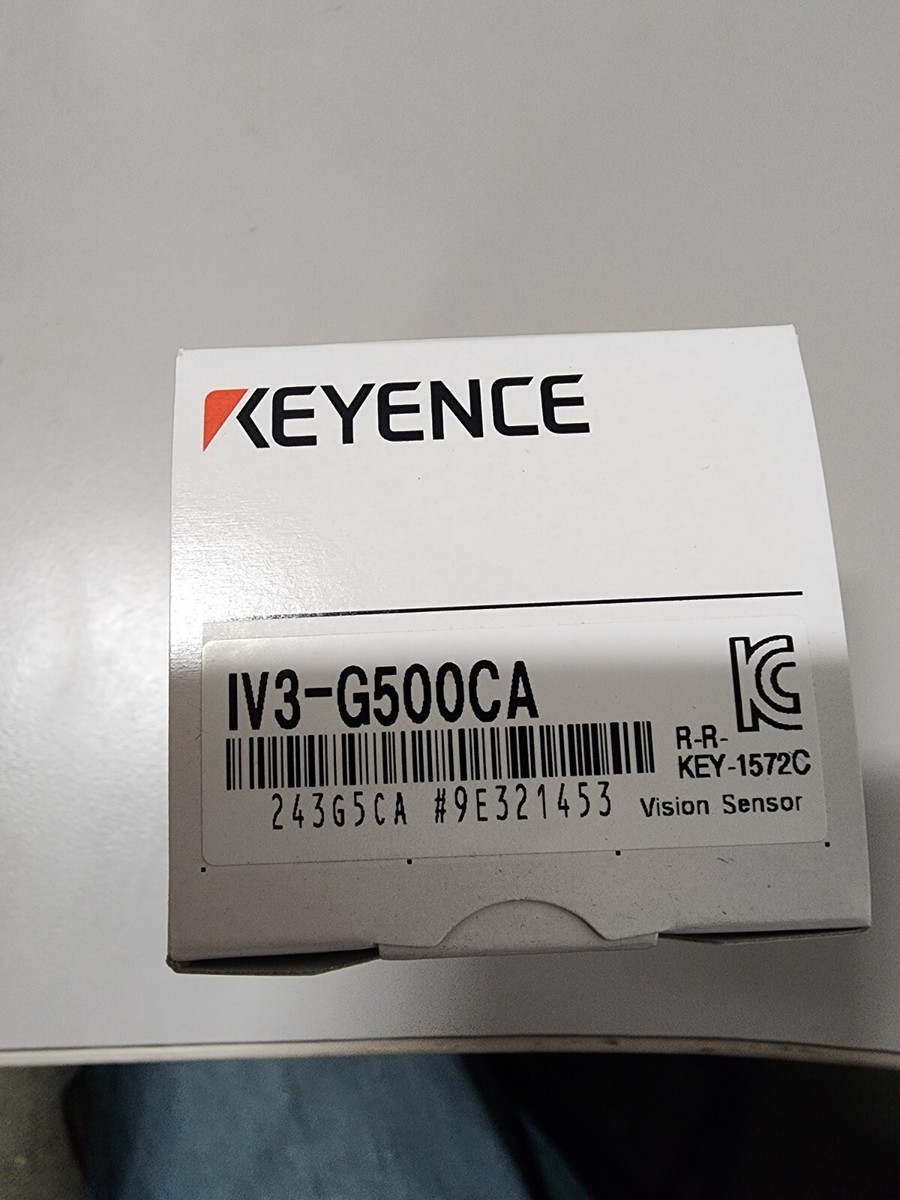 KEYENCE
IV3-G500CA
R-R-
KEY-1572C
243G5CA #9E321453
Vision Sensor